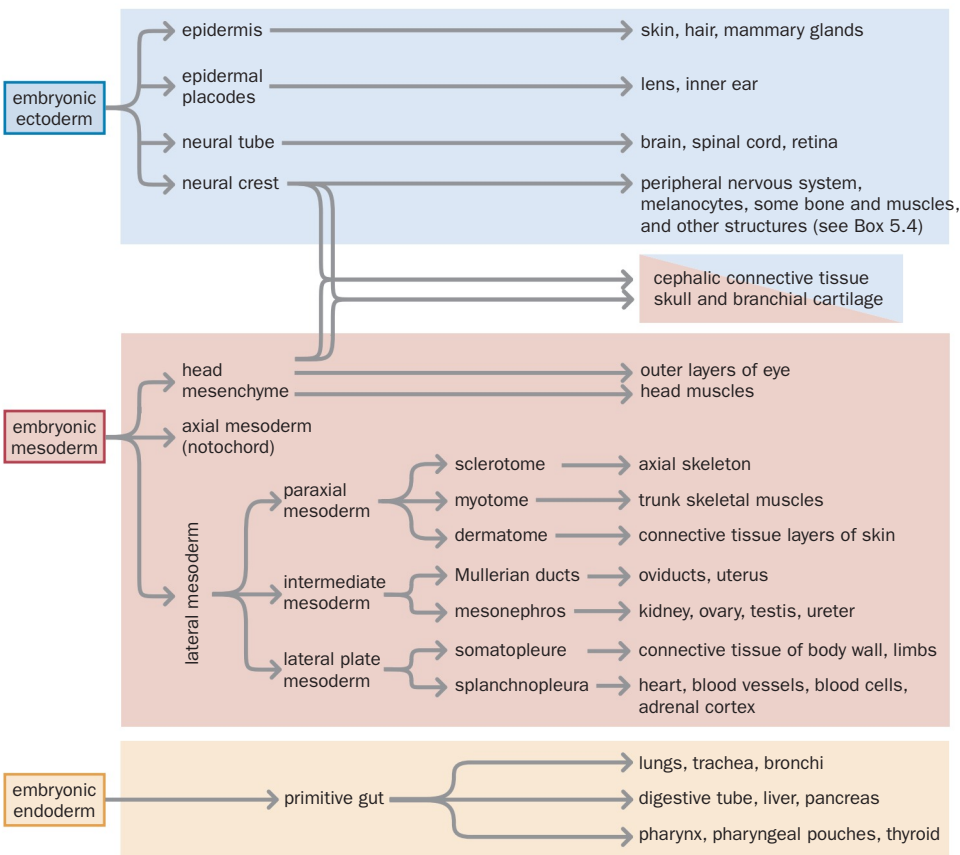 epidermis
skin, hair, mammary glands
epidermal
placodes
lens, inner ear
embryonic
ectoderm
neural tube
brain, spinal cord, retina
neural crest
peripheral nervous system,
melanocytes, some bone and muscles,
and other structures (see Box 5.4)
cephalic connective tissue
skull and branchial cartilage
head
mesenchyme
outer layers of eye
head muscles
embryonic
mesoderm
axial mesoderm
(notochord)
lateral mesoderm
paraxial
mesoderm
sclerotome
axial skeleton
myotome
trunk skeletal muscles
dermatome
connective tissue layers of skin
intermediate
mesoderm
Mullerian ducts
oviducts, uterus
mesonephros
kidney, ovary, testis, ureter
lateral plate
mesoderm
somatopleure
connective tissue of body wall, limbs
splanchnopleura
heart, blood vessels, blood cells,
adrenal cortex
embryonic
endoderm
primitive gut
lungs, trachea, bronchi
digestive tube, liver, pancreas
pharynx, pharyngeal pouches, thyroid